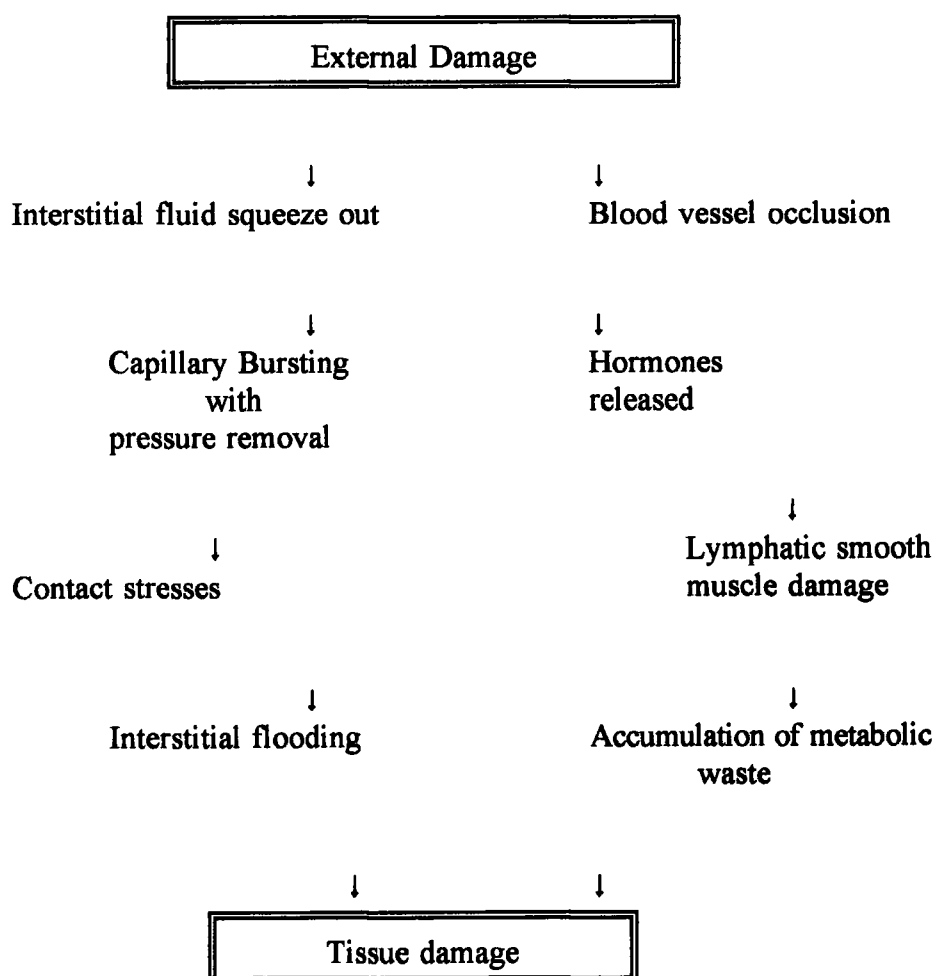 External Damage
↓ ↓
Interstitial fluid squeeze out Blood vessel occlusion
↓ ↓
Capillary Bursting Hormones
with released
pressure removal
↓
↓ Lymphatic smooth
Contact stresses muscle damage
↓ ↓
Interstitial flooding Accumulation of metabolic
waste
↓ ↓
Tissue damage